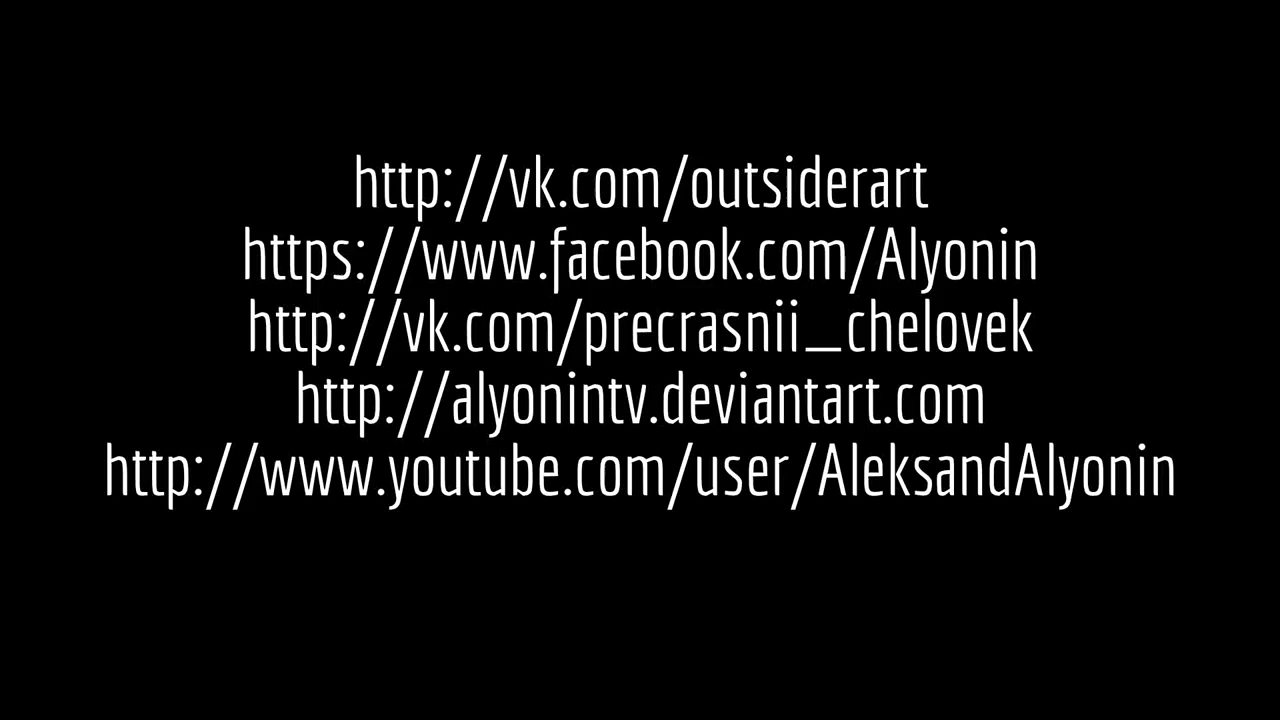 http://vk.com/outsiderart
https://www.facebook.com/Alyonin
http://vk.com/precrasnii_chelovek
http://alyonintv.deviantart.com
http://www.youtube.com/user/AleksandAlyonin